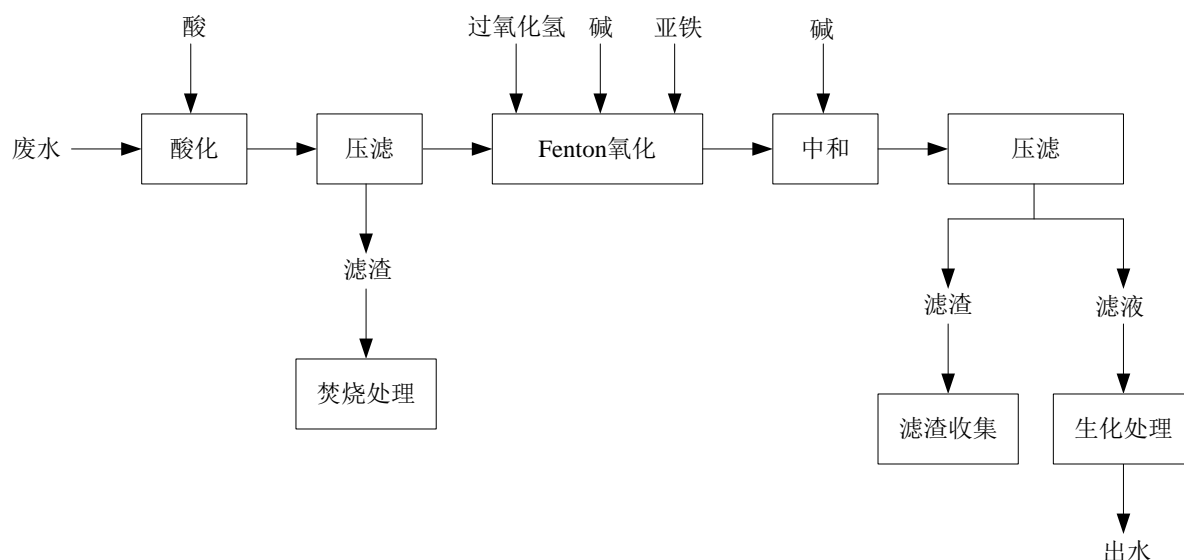 酸
过氧化氢
碱
亚铁
碱
废水
酸化
压滤
Fenton氧化
中和
压滤
滤渣
滤渣
滤液
焚烧处理
滤渣收集
生化处理
出水